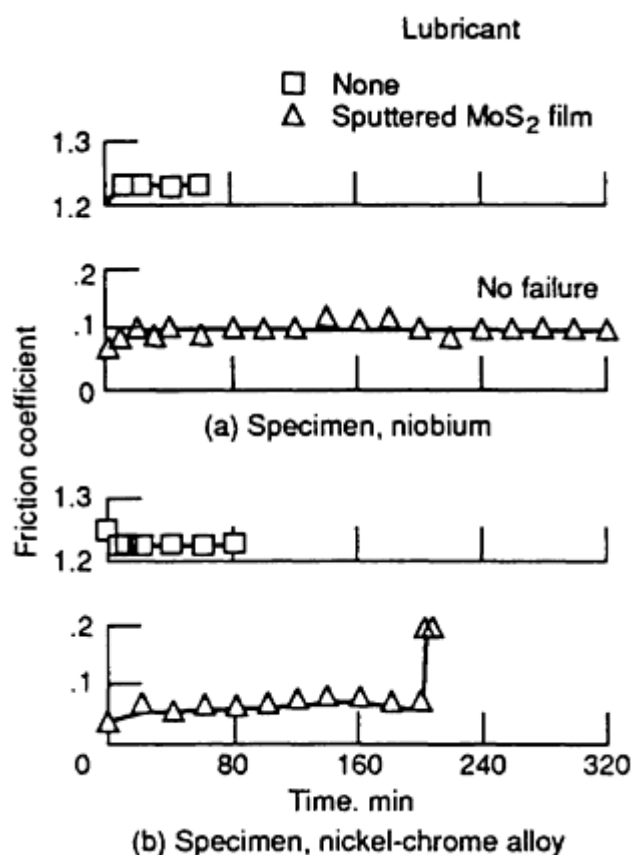 Lubricant
None
Sputtered MoS₂ film
1.3
1.2
.2
No failure
.1
0
(a) Specimen, niobium
Friction coefficient
1.3
1.2
.2
.1
0 80 160 240 320
Time. min
(b) Specimen, nickel-chrome alloy